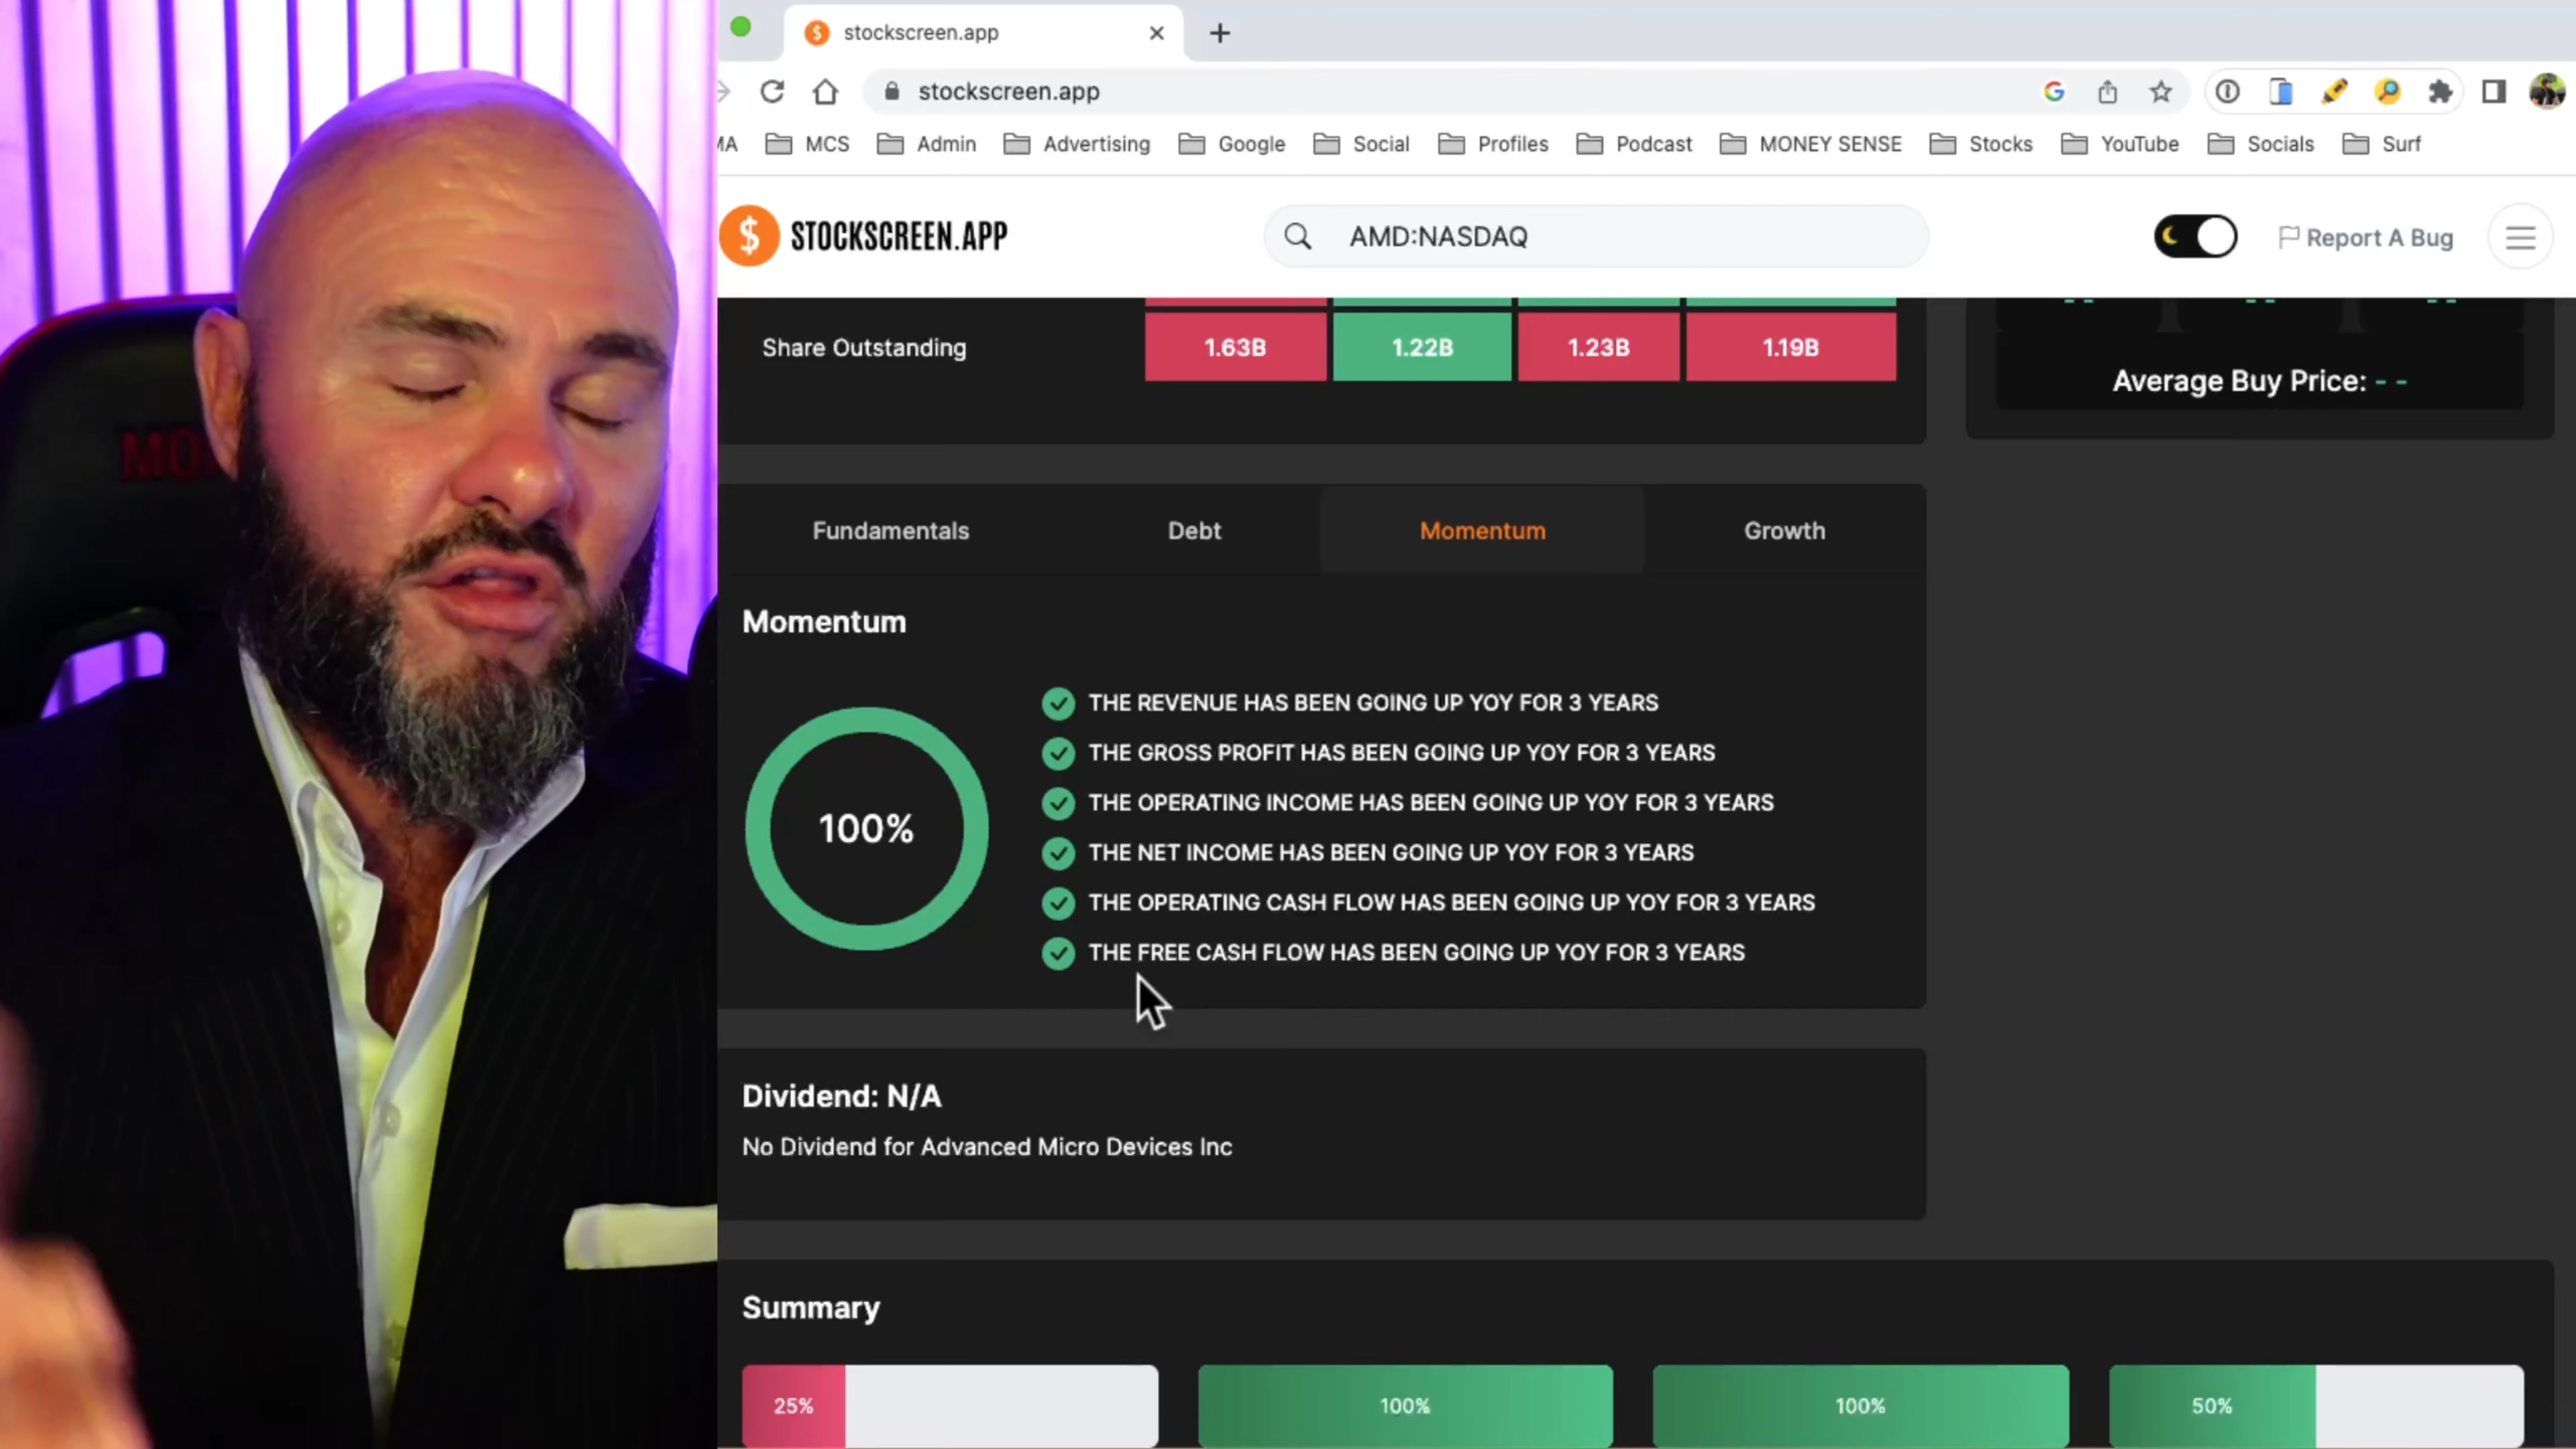 stockscreen.app
stockscreen.app
MCS Admin Advertising Google Social Profiles Podcast MONEY SENSE Stocks YouTube Socials Surf
$ STOCKSCREEN.APP AMD:NASDAQ Report A Bug
Share Outstanding 1.63B 1.22B 1.23B 1.19B
Average Buy Price: - -
MO
Fundamentals Debt Momentum Growth
Momentum
100%
THE REVENUE HAS BEEN GOING UP YOY FOR 3 YEARS
THE GROSS PROFIT HAS BEEN GOING UP YOY FOR 3 YEARS
THE OPERATING INCOME HAS BEEN GOING UP YOY FOR 3 YEARS
THE NET INCOME HAS BEEN GOING UP YOY FOR 3 YEARS
THE OPERATING CASH FLOW HAS BEEN GOING UP YOY FOR 3 YEARS
THE FREE CASH FLOW HAS BEEN GOING UP YOY FOR 3 YEARS
Dividend: N/A
No Dividend for Advanced Micro Devices Inc
Summary
25% 100% 100% 50%